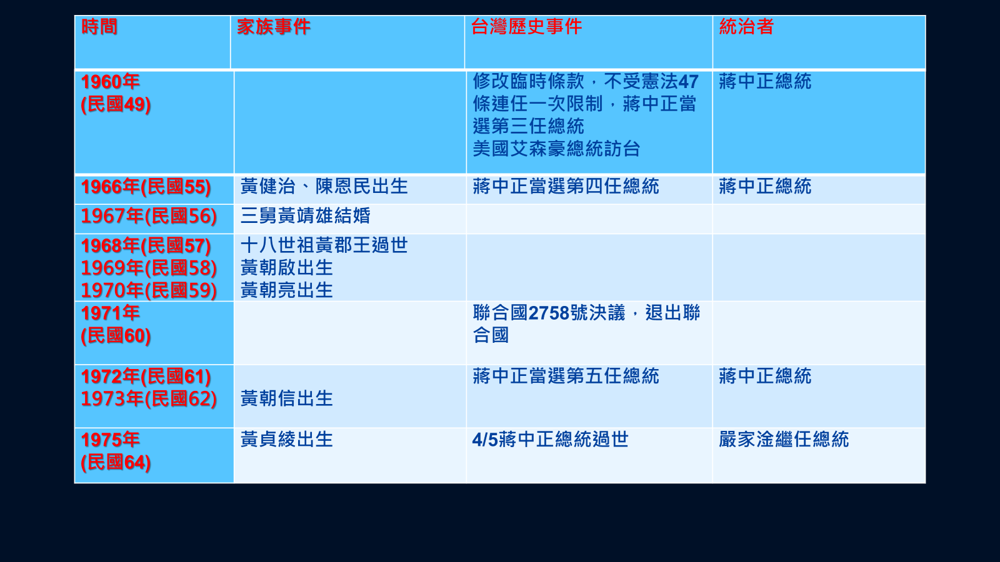 時間 家族事件 台灣歷史事件 統治者
1960年 修改臨時條款，不受憲法47 蔣中正總統
(民國49) 條連任一次限制，蔣中正當
選第三任總統
美國艾森豪總統訪台
1966年(民國55) 黃健治、陳恩民出生 蔣中正當選第四任總統 蔣中正總統
1967年(民國56) 三舅黃靖雄結婚
1968年(民國57) 十八世祖黃郡王過世
1969年(民國58) 黃朝啟出生
1970年(民國59) 黃朝亮出生
1971年 聯合國2758號決議，退出聯
(民國60) 合國
1972年(民國61) 蔣中正當選第五任總統 蔣中正總統
1973年(民國62) 黃朝信出生
1975年 黃貞綾出生 4/5蔣中正總統過世 嚴家淦繼任總統
(民國64)